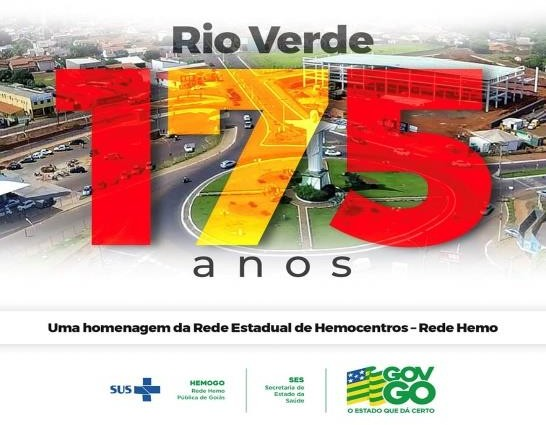 Rio Verde
175
anos
Uma homenagem da Rede Estadual de Hemocentros – Rede Hemo
SUS
HEMOGO
Rede Hemo
Pública de Goiás
SES
Secretaria de
Estado da
Saúde
GOV
GO
O ESTADO QUE DÁ CERTO